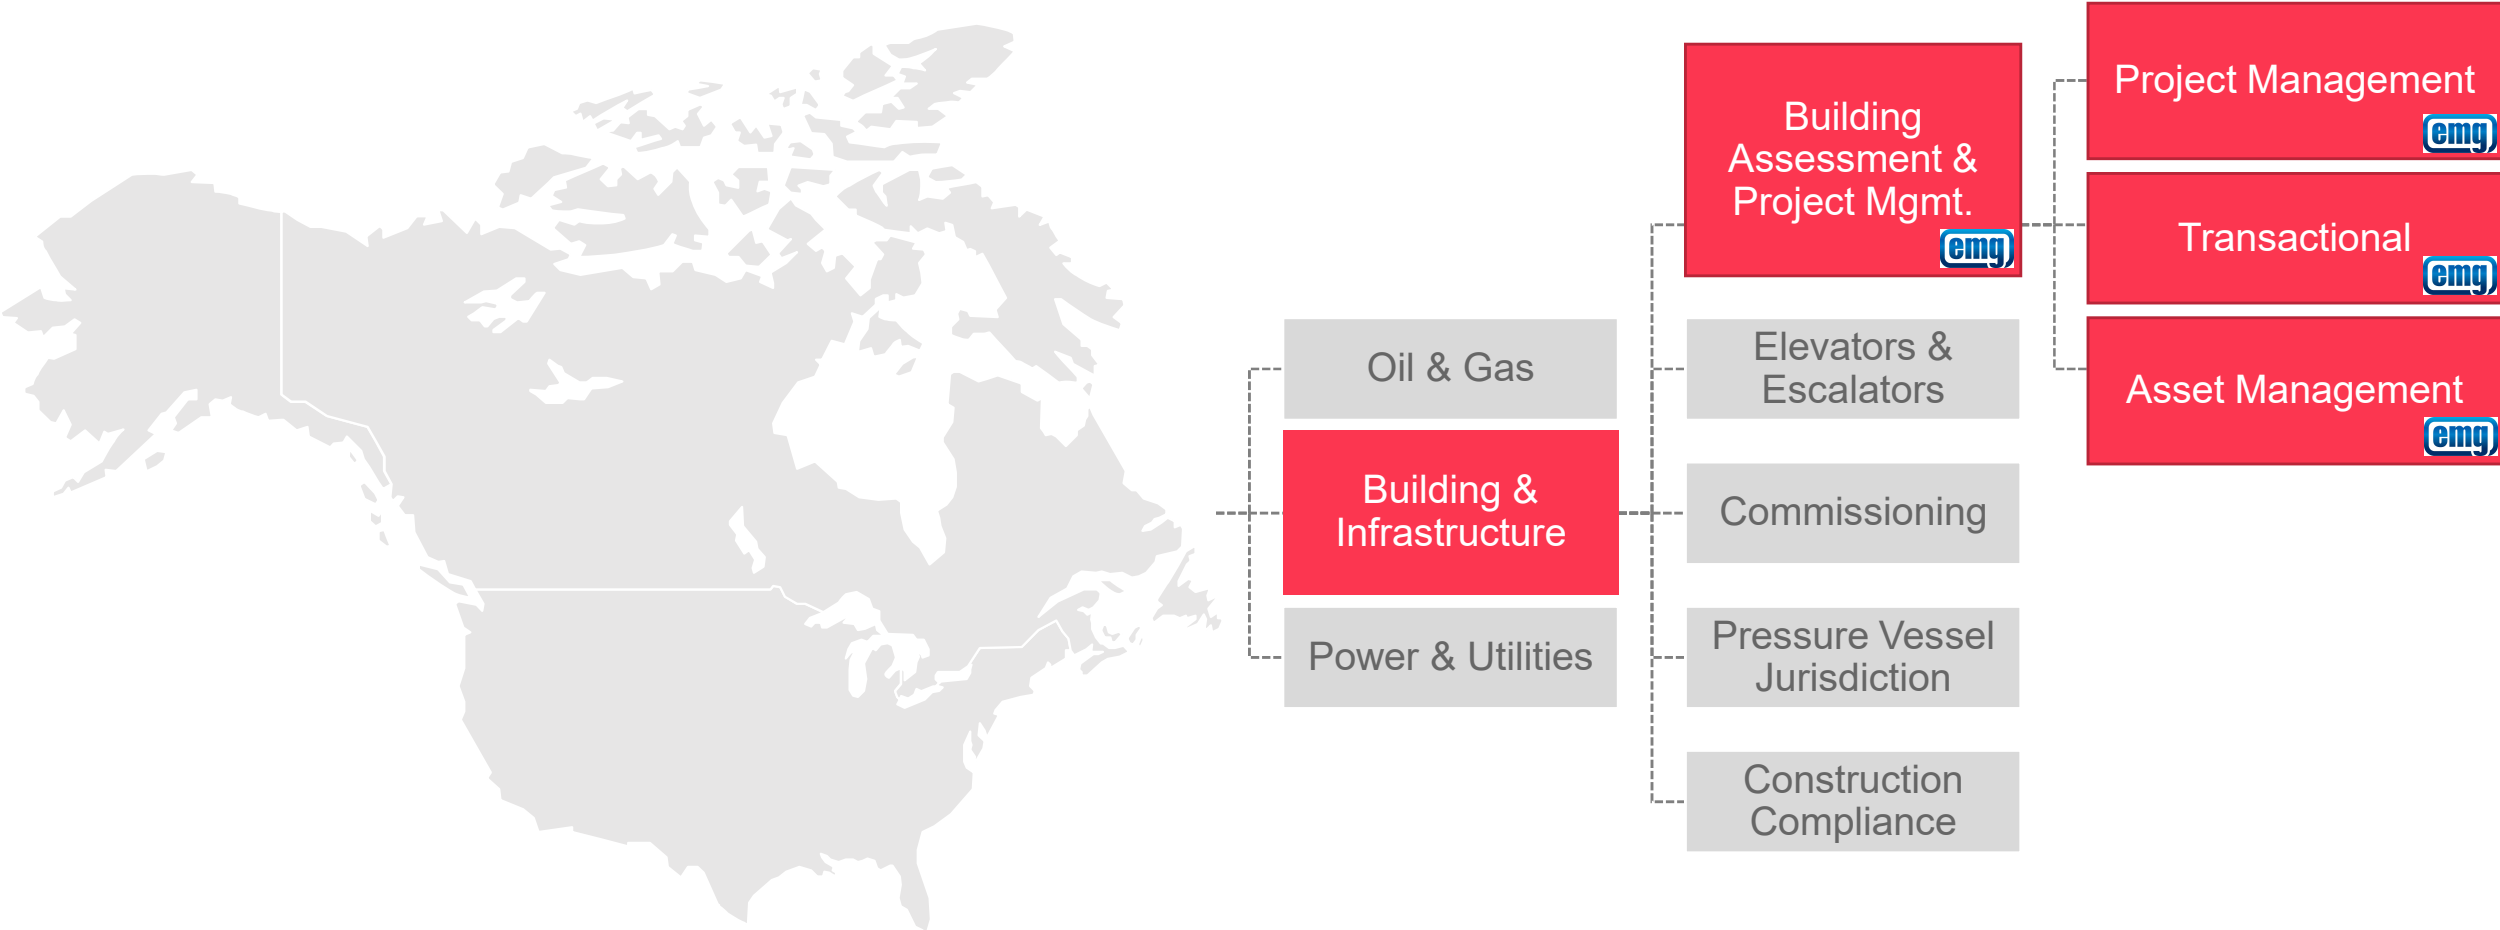 Oil & Gas
Building &
Infrastructure
Power & Utilities
Building
Assessment &
Project Mgmt.
emg
Elevators &
Escalators
Commissioning
Pressure Vessel
Jurisdiction
Construction
Compliance
Project Management
emg
Transactional
emg
Asset Management
emg